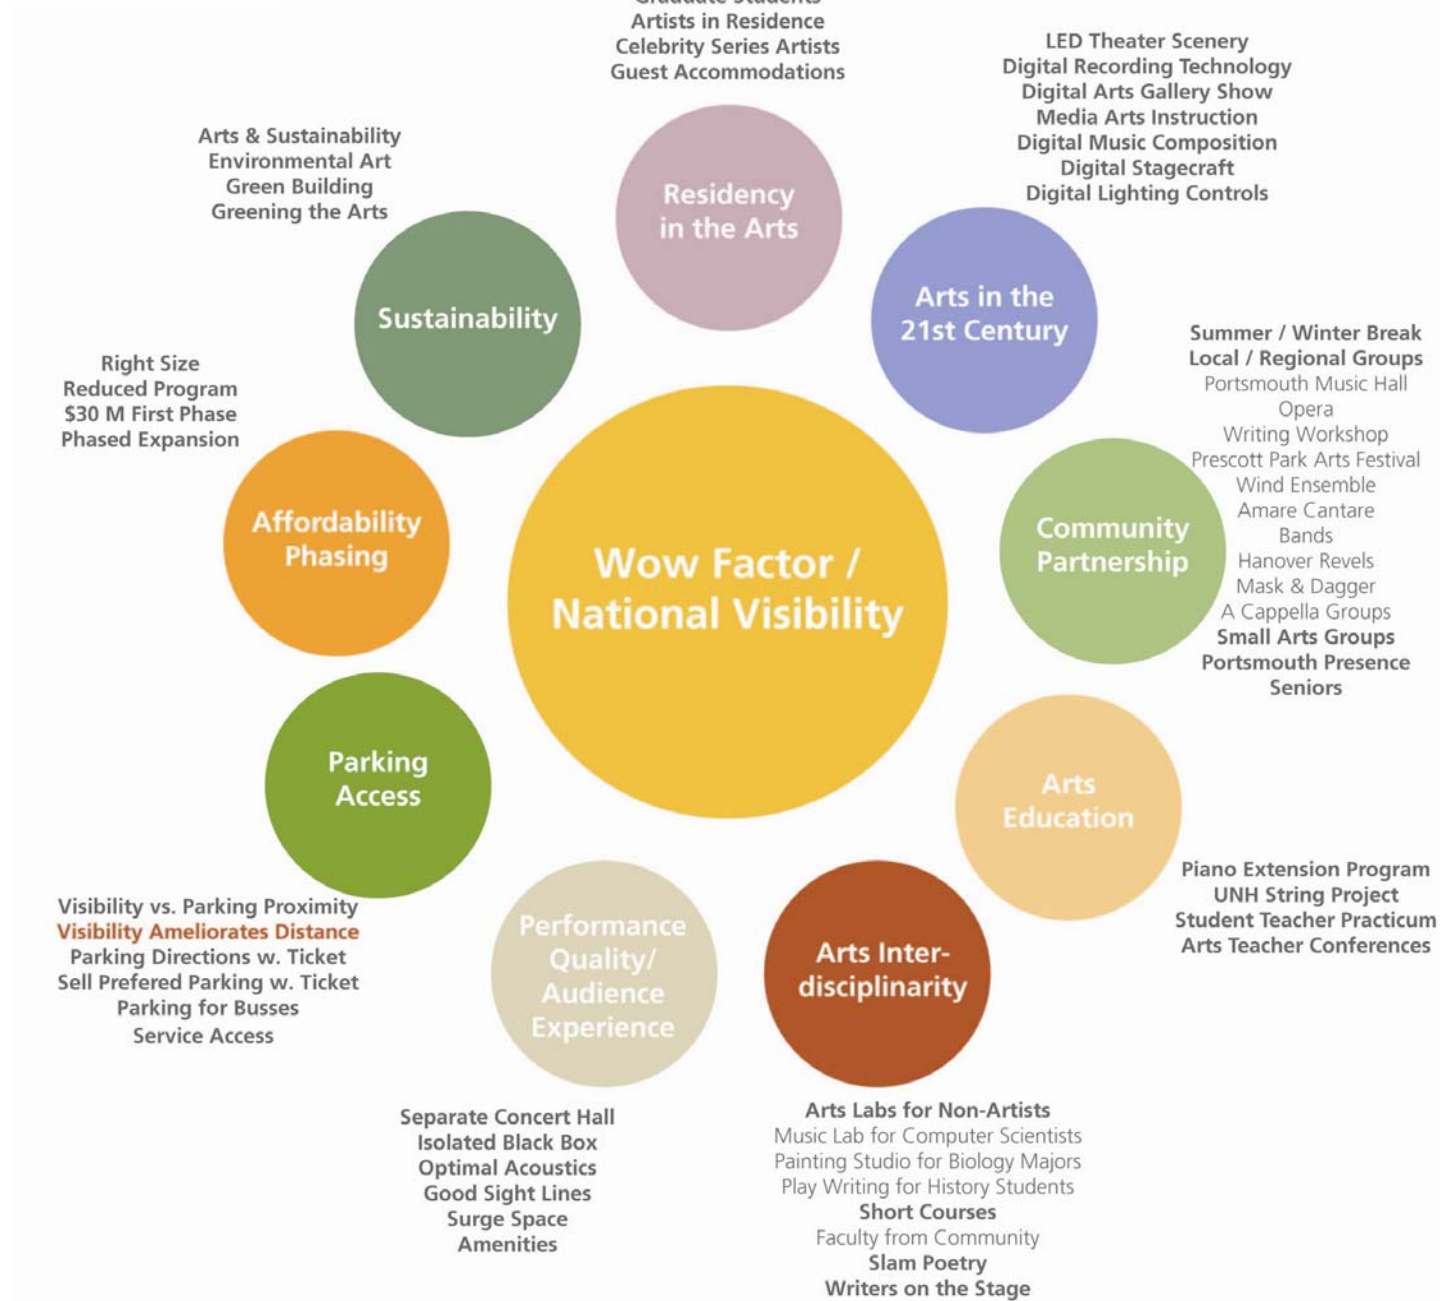 Graduate Students
Artists in Residence
Celebrity Series Artists
Guest Accommodations
Residency
in the Arts
LED Theater Scenery
Digital Recording Technology
Digital Arts Gallery Show
Media Arts Instruction
Digital Music Composition
Digital Stagecraft
Digital Lighting Controls
Arts in the
21st Century
Summer / Winter Break
Local / Regional Groups
Portsmouth Music Hall
Opera
Writing Workshop
Prescott Park Arts Festival
Wind Ensemble
Amare Cantare
Bands
Hanover Revels
Mask & Dagger
A Cappella Groups
Small Arts Groups
Portsmouth Presence
Seniors
Community
Partnership
Arts
Education
Piano Extension Program
UNH String Project
Student Teacher Practicum
Arts Teacher Conferences
Arts Inter-
disciplinarity
Arts Labs for Non-Artists
Music Lab for Computer Scientists
Painting Studio for Biology Majors
Play Writing for History Students
Short Courses
Faculty from Community
Slam Poetry
Writers on the Stage
Performance
Quality/
Audience
Experience
Separate Concert Hall
Isolated Black Box
Optimal Acoustics
Good Sight Lines
Surge Space
Amenities
Parking
Access
Visibility vs. Parking Proximity
Visibility Ameliorates Distance
Parking Directions w. Ticket
Sell Prefered Parking w. Ticket
Parking for Busses
Service Access
Right Size
Reduced Program
$30 M First Phase
Phased Expansion
Affordability
Phasing
Arts & Sustainability
Environmental Art
Green Building
Greening the Arts
Sustainability
Wow Factor /
National Visibility